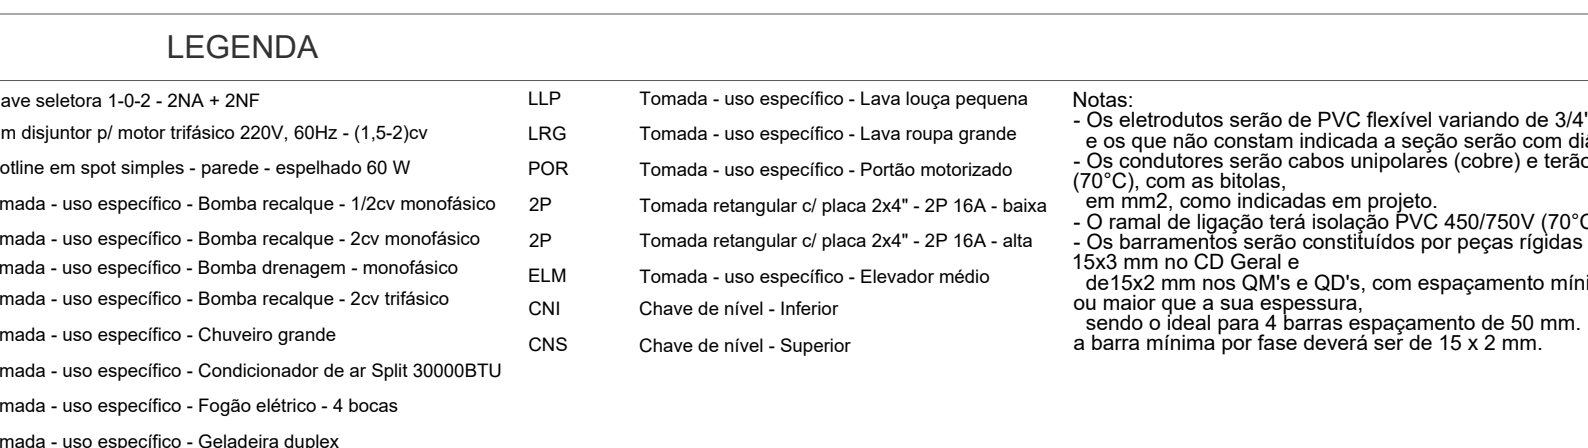 LEGENDA
ave seletora 1-0-2 - 2NA + 2NF
m disjuntor p/ motor trifásico 220V, 60Hz - (1,5-2)cv
otline em spot simples - parede - espelhado 60 W
mada - uso específico - Bomba recalque - 1/2cv monofásico
mada - uso específico - Bomba recalque - 2cv monofásico
mada - uso específico - Bomba drenagem - monofásico
mada - uso específico - Bomba recalque - 2cv trifásico
mada - uso específico - Chuveiro grande
mada - uso específico - Condicionador de ar Split 30000BTU
mada - uso específico - Fogão elétrico - 4 bocas
mada - uso específico - Geladeira duplex
LLP Tomada - uso específico - Lava louça pequena
LRG Tomada - uso específico - Lava roupa grande
POR Tomada - uso específico - Portão motorizado
2P Tomada retangular c/ placa 2x4" - 2P 16A - baixa
2P Tomada retangular c/ placa 2x4" - 2P 16A - alta
ELM Tomada - uso específico - Elevador médio
CNI Chave de nível - Inferior
CNS Chave de nível - Superior
Notas:
- Os eletrodutos serão de PVC flexível variando de 3/4"
e os que não constam indicada a seção serão com diâ
- Os condutores serão cabos unipolares (cobre) e terão
(70°C), com as bitolas,
em mm2, como indicadas em projeto.
- O ramal de ligação terá isolação PVC 450/750V (70°C
- Os barramentos serão constituídos por peças rígidas
15x3 mm no CD Geral e
de15x2 mm nos QM's e QD's, com espaçamento míni
ou maior que a sua espessura,
sendo o ideal para 4 barras espaçamento de 50 mm.
a barra mínima por fase deverá ser de 15 x 2 mm.